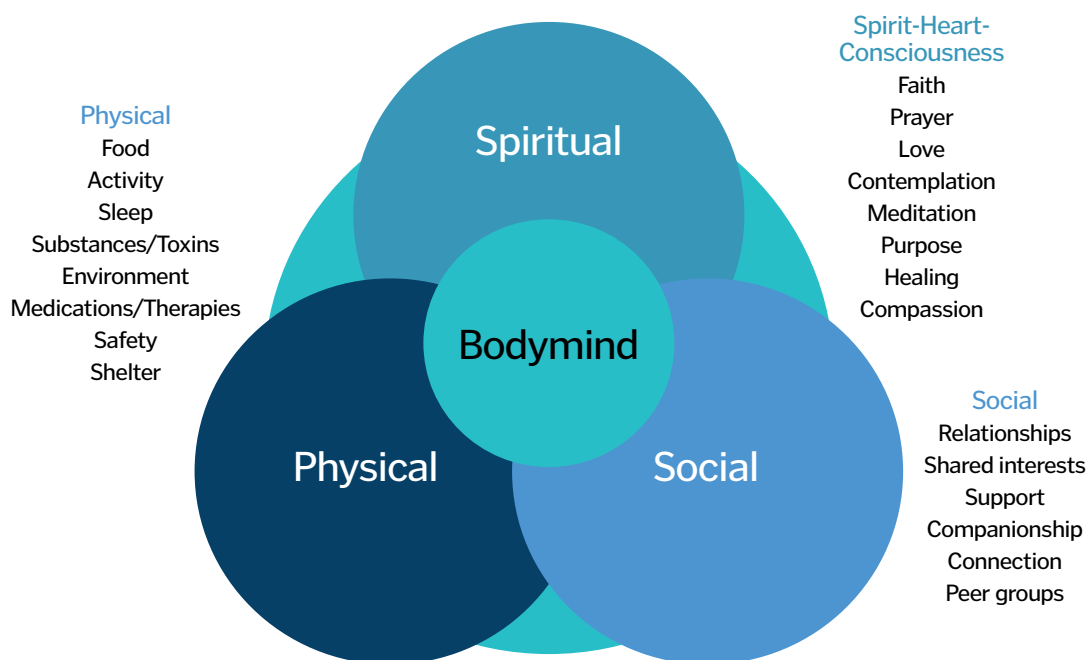 Spirit-Heart-
Consciousness
Faith
Prayer
Love
Contemplation
Meditation
Purpose
Healing
Compassion
Physical
Food
Activity
Sleep
Substances/Toxins
Environment
Medications/Therapies
Safety
Shelter
Spiritual
Bodymind
Physical
Social
Social
Relationships
Shared interests
Support
Companionship
Connection
Peer groups